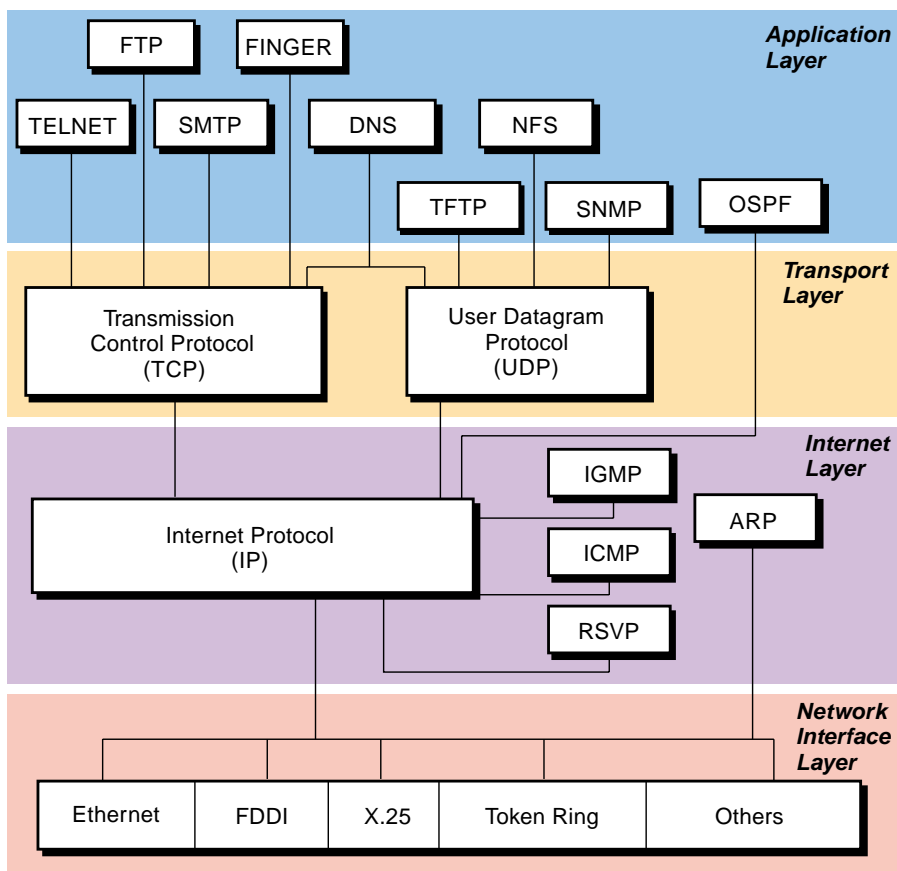 Application
Layer
FTP
FINGER
TELNET
SMTP
DNS
NFS
TFTP
SNMP
OSPF
Transport
Layer
Transmission
Control Protocol
(TCP)
User Datagram
Protocol
(UDP)
Internet
Layer
IGMP
ARP
Internet Protocol
(IP)
ICMP
RSVP
Network
Interface
Layer
Ethernet
FDDI
X.25
Token Ring
Others